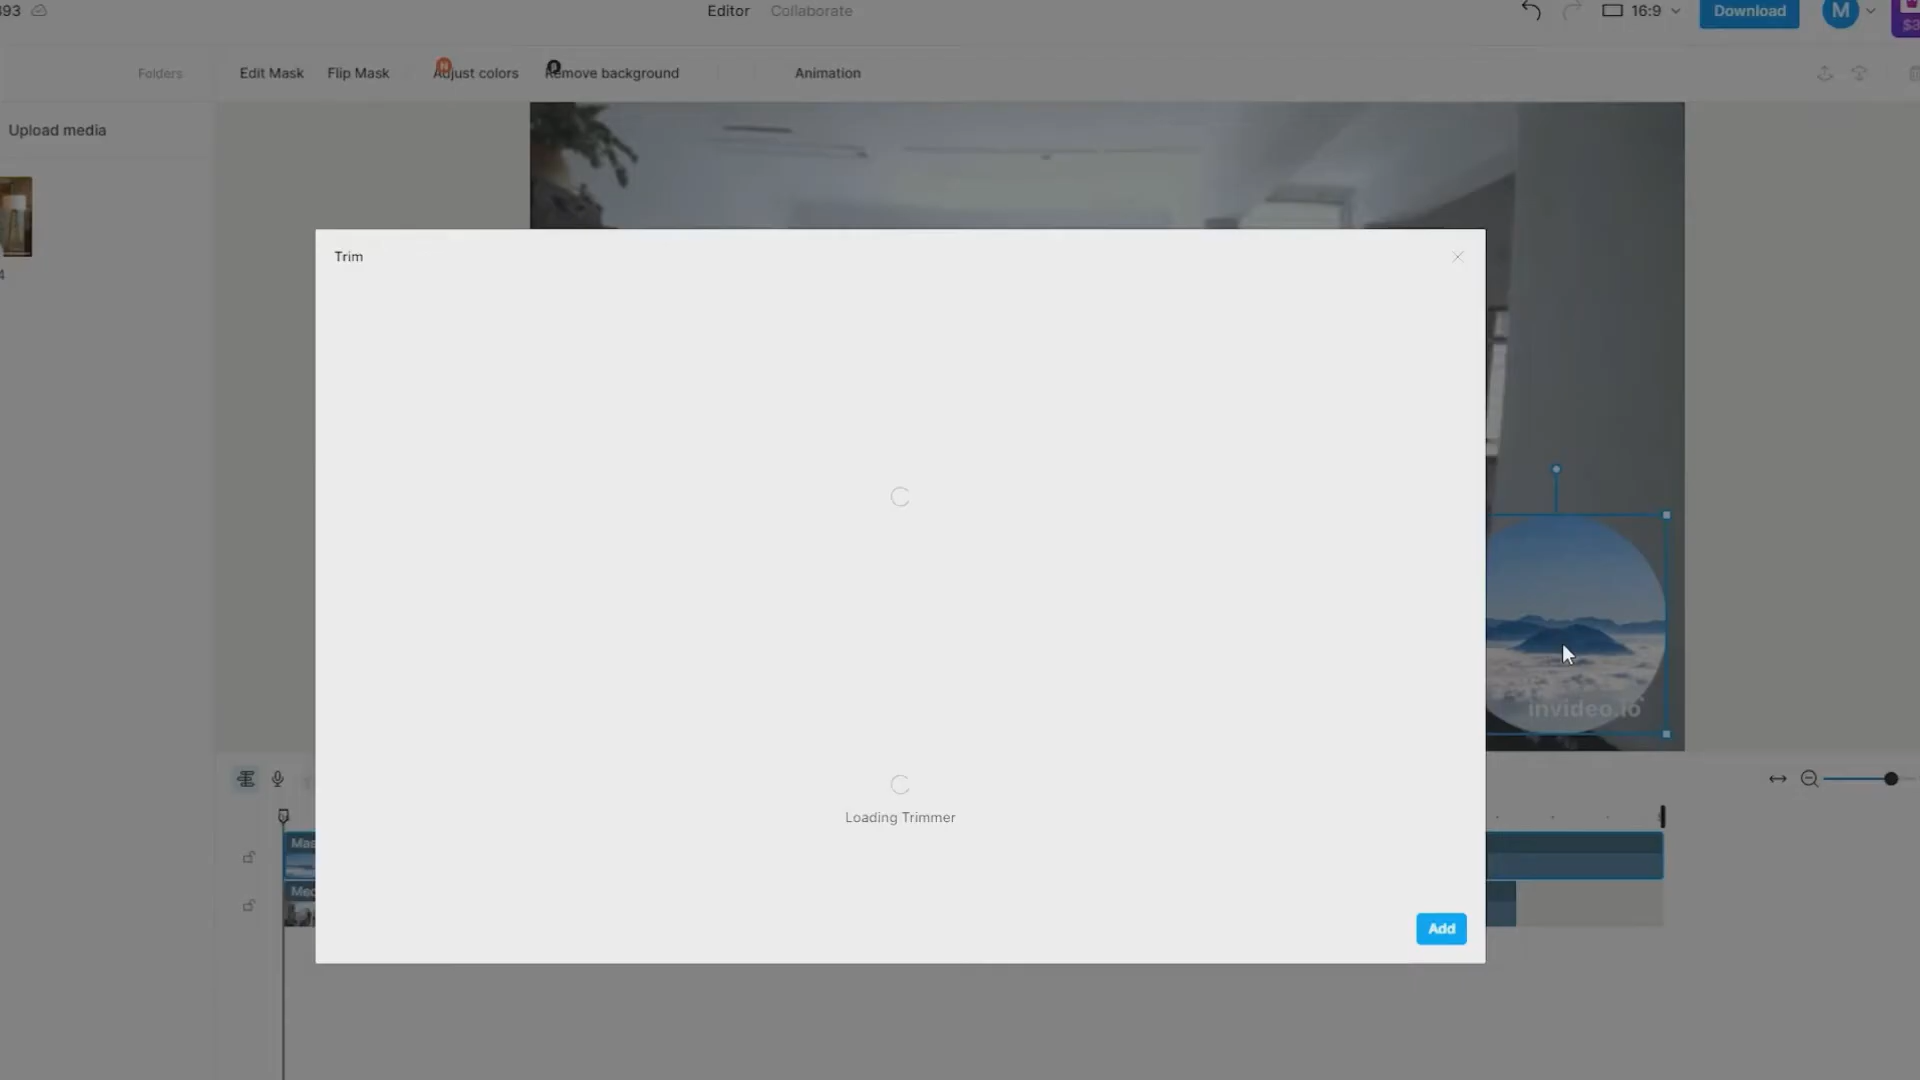 393
Editor
Collaborate
16:9
Download
M
Folders
Edit Mask
Flip Mask
Adjust colors
N
Remove background
Animation
Upload media
Trim
invideo.io
Loading Trimmer
Add